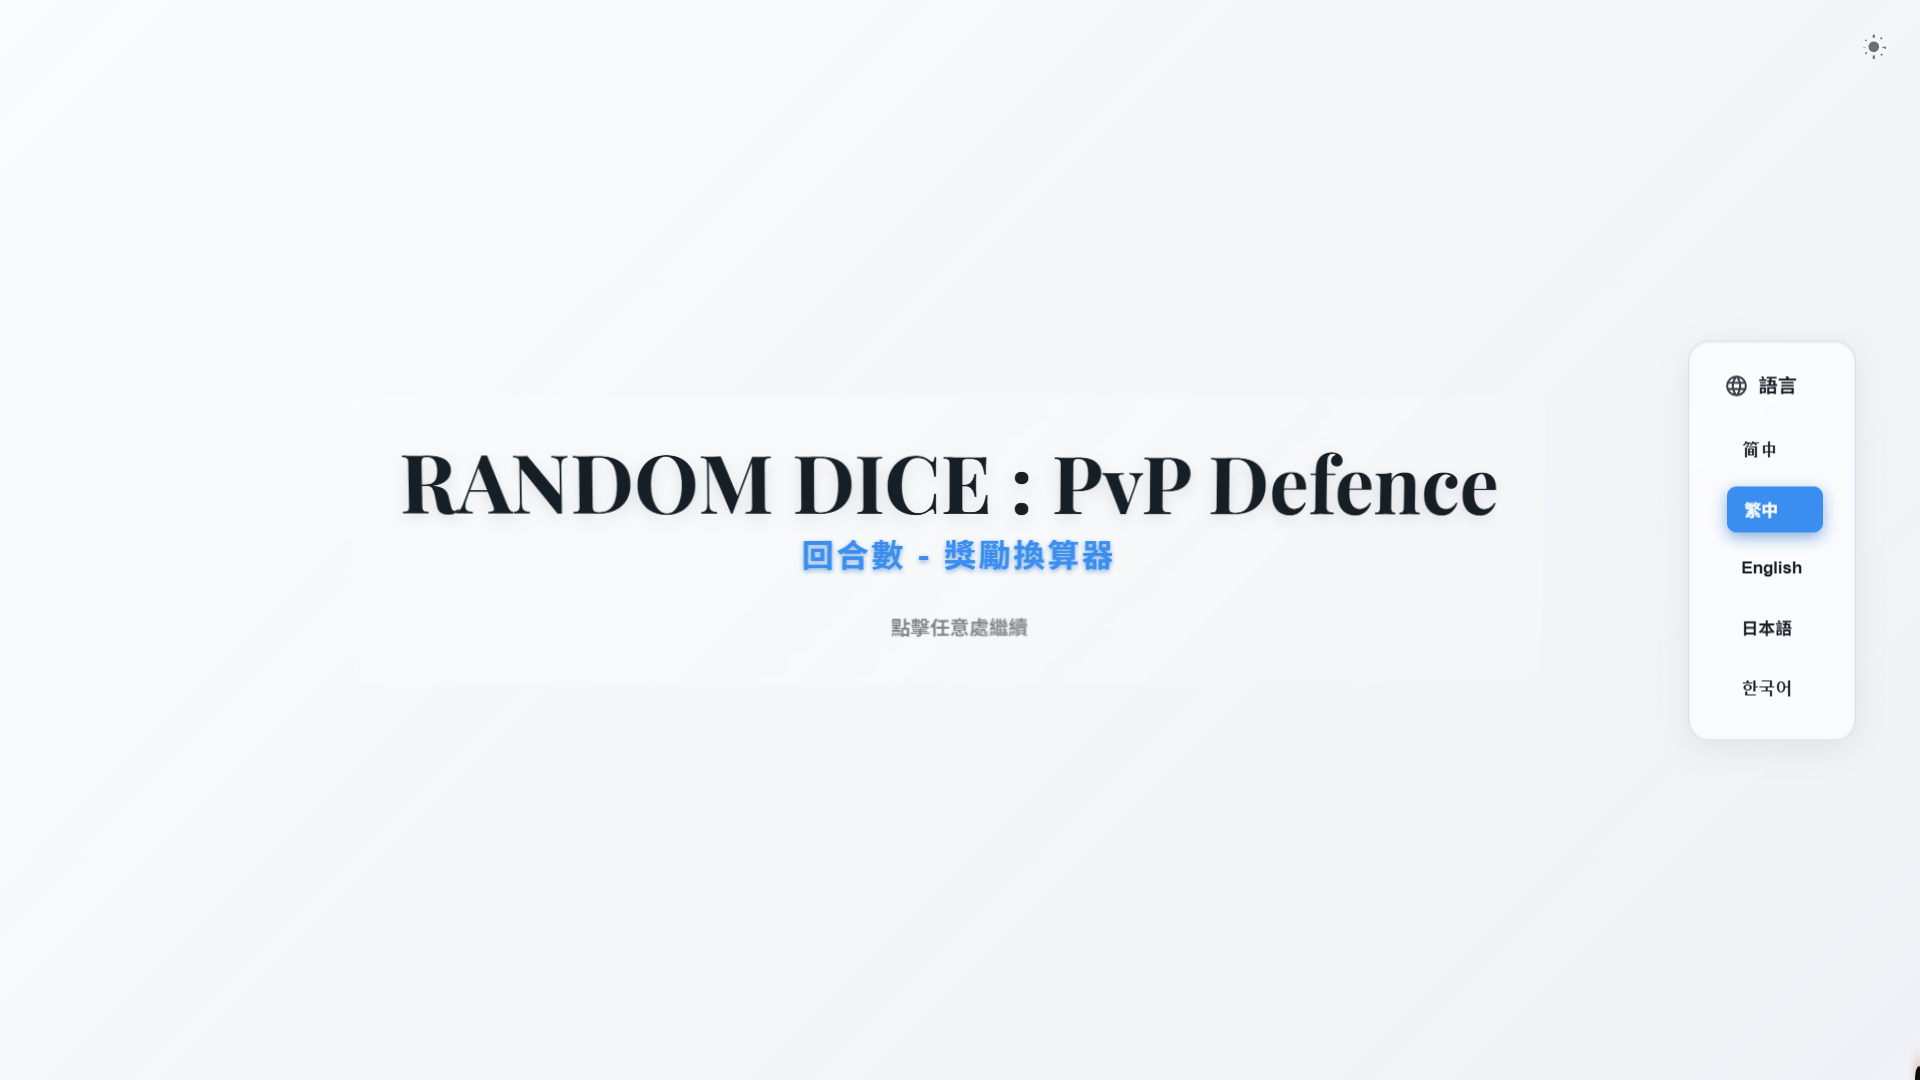 RANDOM DICE : PvP Defence
回合數 - 獎勵換算器
點擊任意處繼續
語言
简中
繁中
English
日本語
한국어